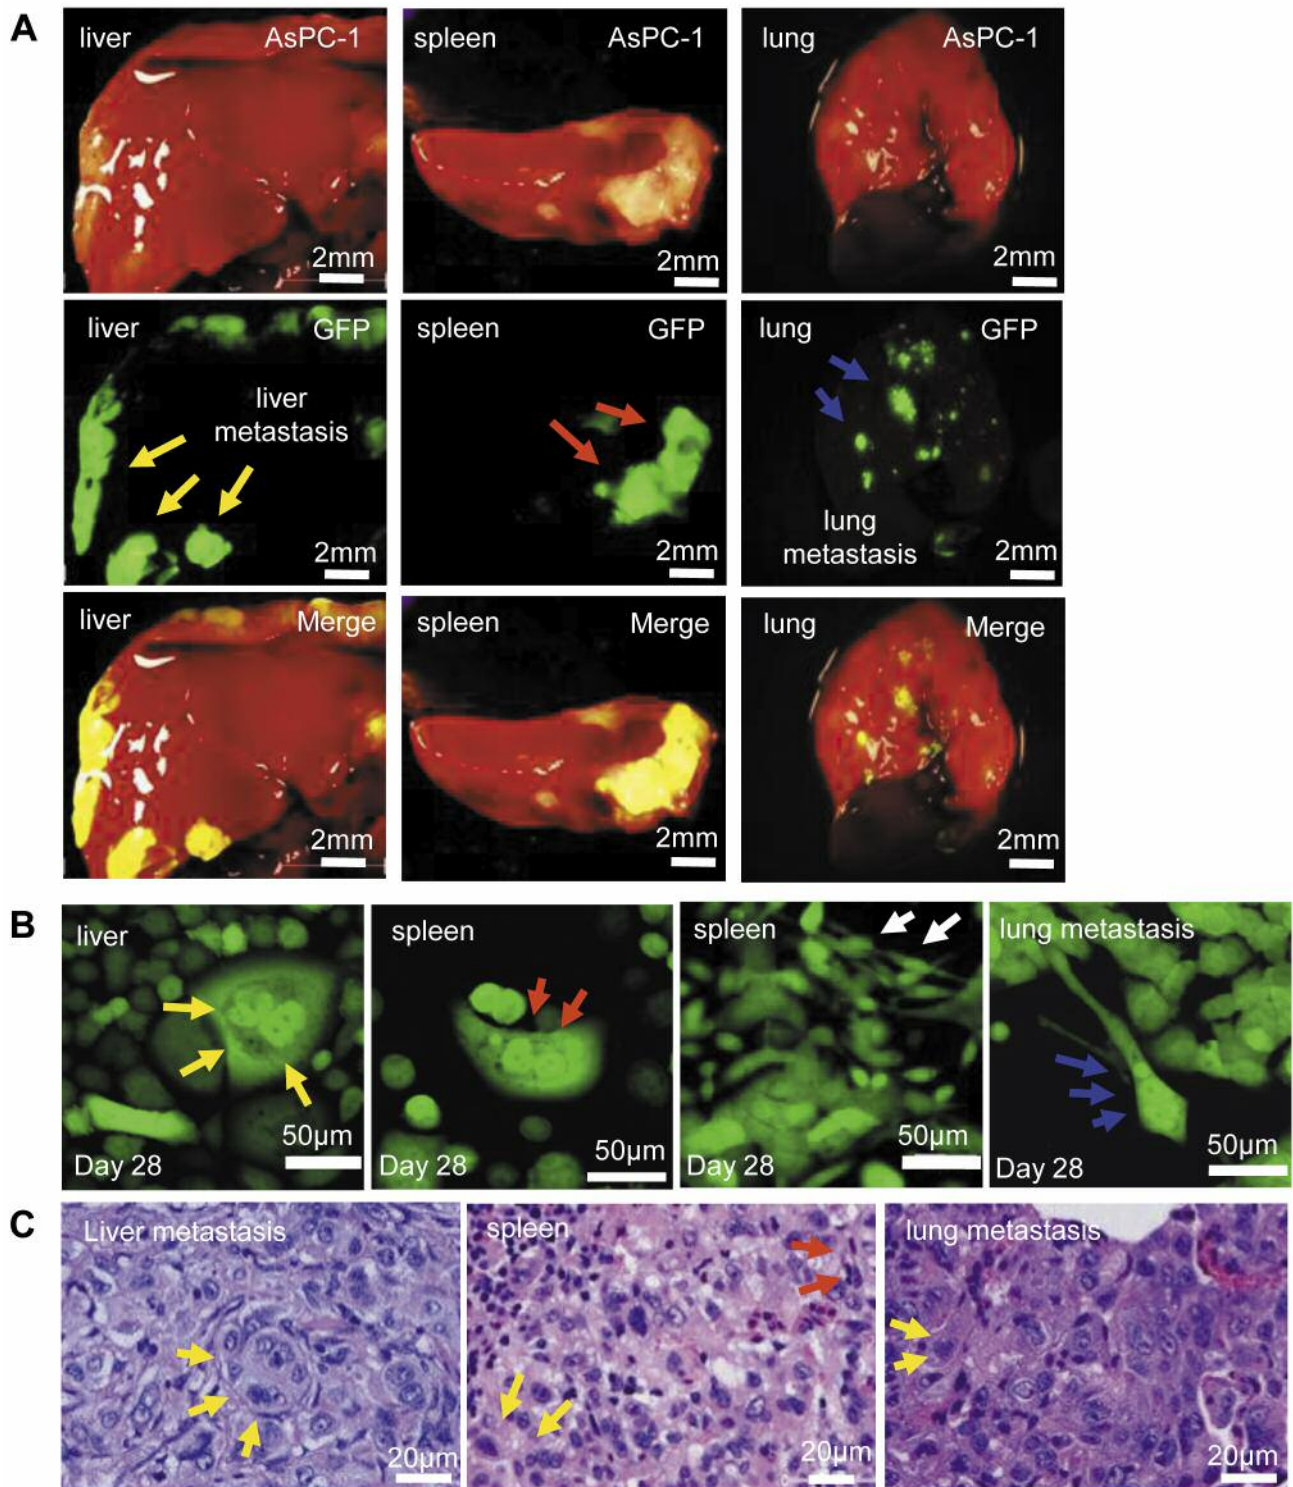 A
liver
AsPC-1
2mm
spleen
AsPC-1
2mm
lung
AsPC-1
2mm
liver
GFP
liver
metastasis
2mm
spleen
GFP
2mm
lung
GFP
lung
metastasis
2mm
liver
Merge
2mm
spleen
Merge
2mm
lung
Merge
2mm
B
liver
50µm
Day 28
spleen
50µm
Day 28
spleen
50µm
Day 28
lung metastasis
50µm
Day 28
C
Liver metastasis
20µm
spleen
20µm
lung metastasis
20µm